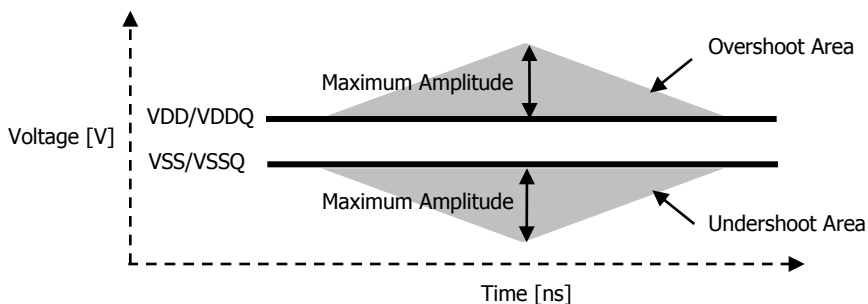 Overshoot Area
Maximum Amplitude
VDD/VDDQ
Voltage [V]
VSS/VSSQ
Maximum Amplitude
Undershoot Area
Time [ns]